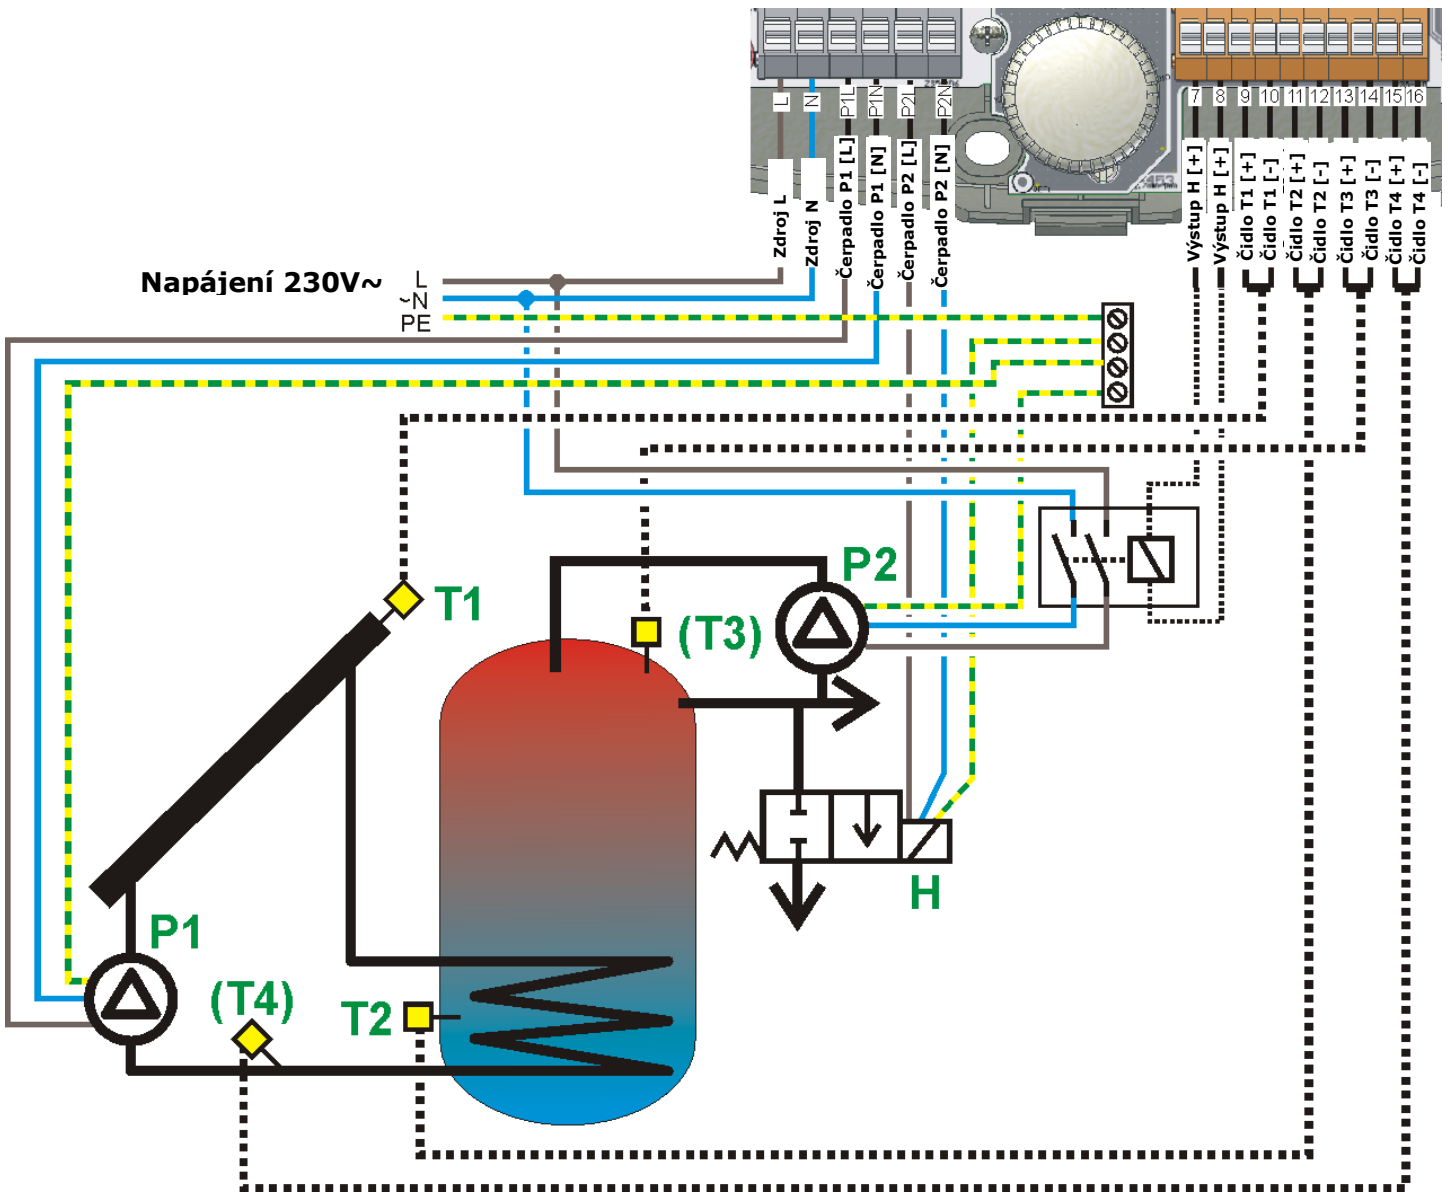 L
N
P1L
P1N
P2L
P2N
7
8
9
10
11
12
13
14
15
16
Zdroj L
Zdroj N
Čerpadlo P1 [L]
Čerpadlo P1 [N]
Čerpadlo P2 [L]
Čerpadlo P2 [N]
Výstup H [+]
Výstup H [+]
Čidlo T1 [+]
Čidlo T1 [-]
Čidlo T2 [+]
Čidlo T2 [-]
Čidlo T3 [+]
Čidlo T3 [-]
Čidlo T4 [+]
Čidlo T4 [-]
Napájení 230V~
L
~N
PE
P2
T1
(T3)
H
P1
(T4)
T2